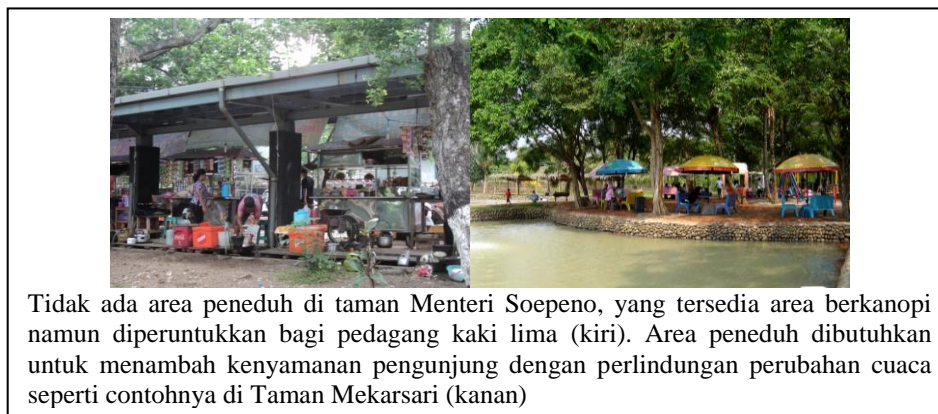 Tidak ada area peneduh di taman Menteri Soepeno, yang tersedia area berkanopi
namun diperuntukkan bagi pedagang kaki lima (kiri). Area peneduh dibutuhkan
untuk menambah kenyamanan pengunjung dengan perlindungan perubahan cuaca
seperti contohnya di Taman Mekarsari (kanan)